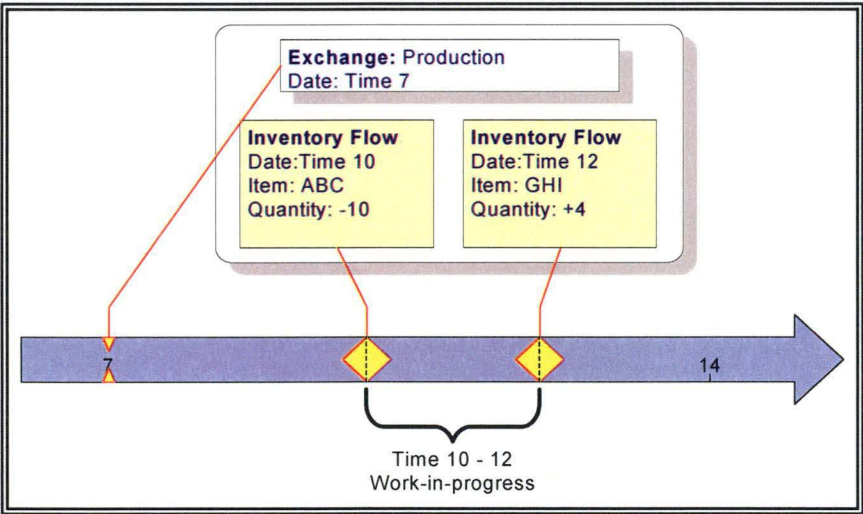 Exchange: Production
Date: Time 7
Inventory Flow
Date:Time 10
Item: ABC
Quantity: -10
Inventory Flow
Date:Time 12
Item: GHI
Quantity: +4
7
14
Time 10 - 12
Work-in-progress